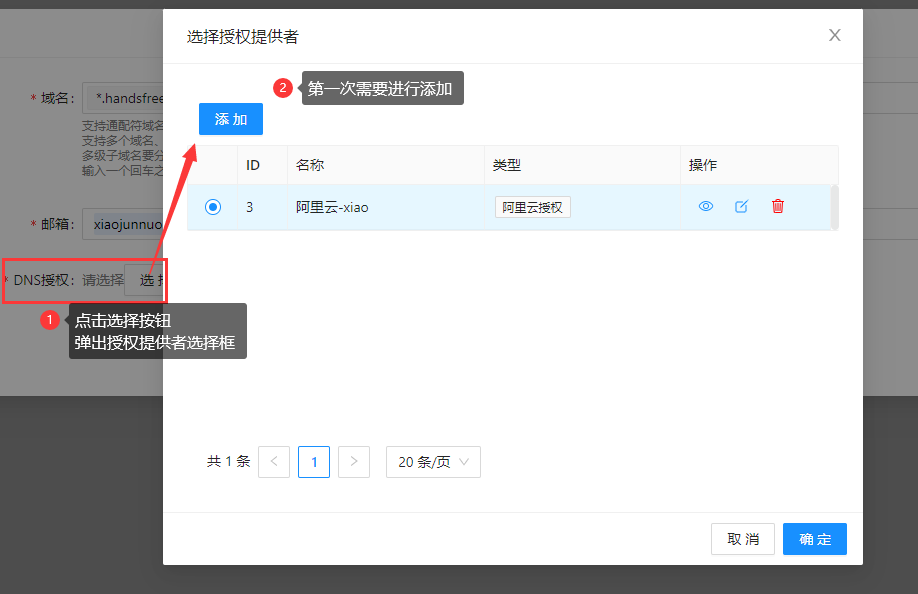 选择授权提供者
2 第一次需要进行添加
添 加
* 域名: *.handsfree
支持通配符域名
支持多个域名、
多级子域名要分
输入一个回车之
ID 名称 类型 操作
3 阿里云-xiao 阿里云授权
* 邮箱: xiaojunnuo
* DNS授权: 请选择 选
1 点击选择按钮
弹出授权提供者选择框
共 1 条 < 1 > 20 条/页
取 消 确 定